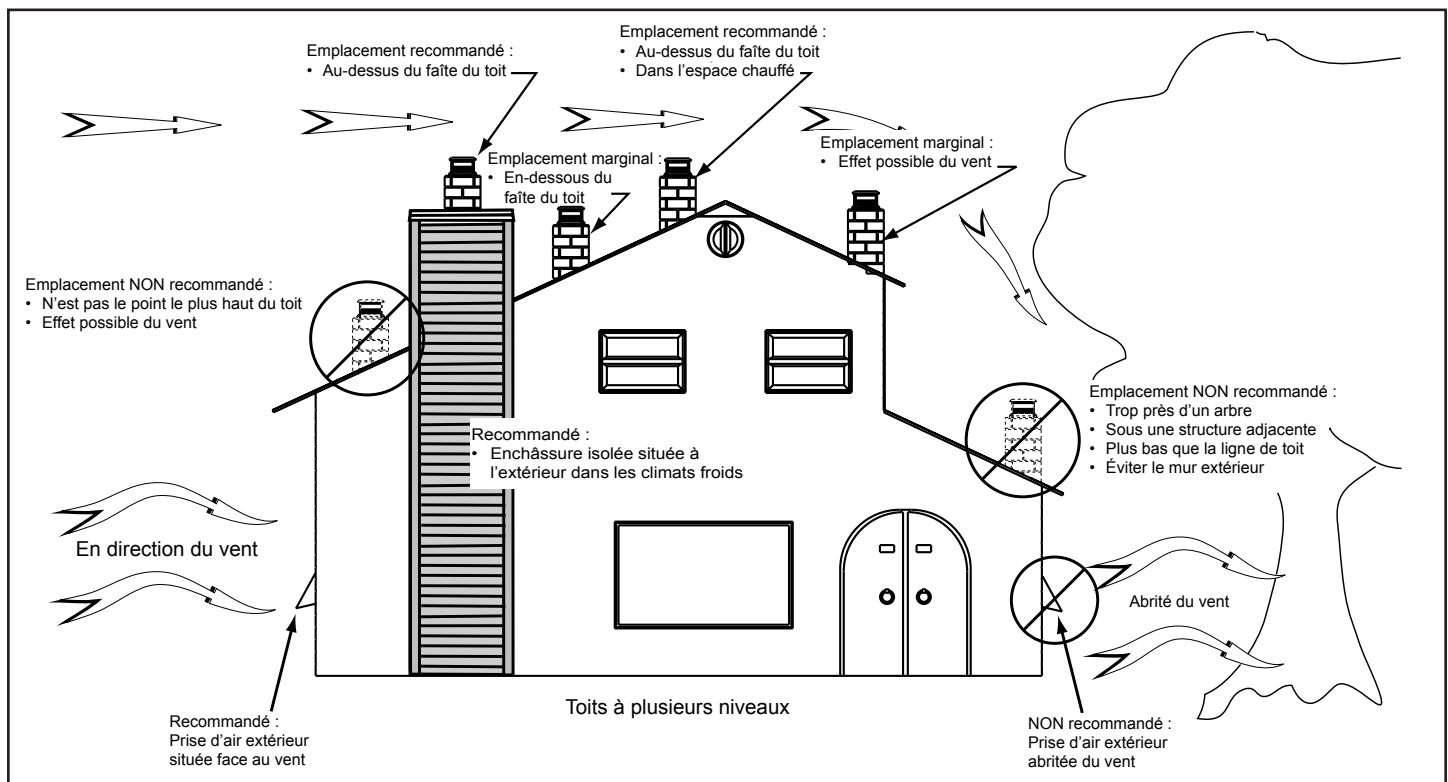 Emplacement recommandé :
• Au-dessus du faîte du toit
Emplacement recommandé :
• Au-dessus du faîte du toit
• Dans l'espace chauffé
Emplacement marginal :
• En-dessous du
faîte du toit
Emplacement marginal :
• Effet possible du vent
Emplacement NON recommandé :
• N'est pas le point le plus haut du toit
• Effet possible du vent
Emplacement NON recommandé :
• Trop près d'un arbre
• Sous une structure adjacente
• Plus bas que la ligne de toit
• Éviter le mur extérieur
Recommandé :
• Enchâssure isolée située à
l'extérieur dans les climats froids
En direction du vent
Abrité du vent
Toits à plusieurs niveaux
Recommandé :
Prise d'air extérieur
située face au vent
NON recommandé :
Prise d'air extérieur
abritée du vent